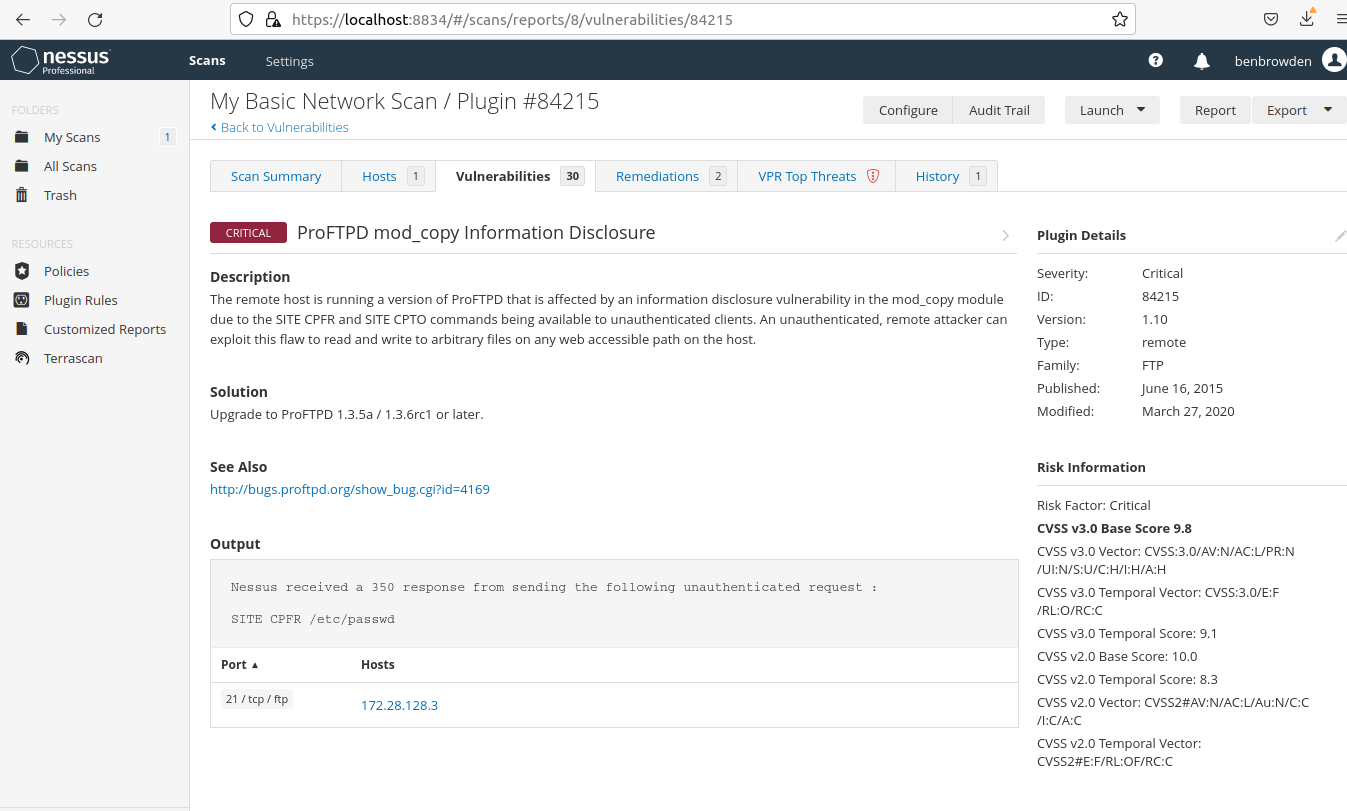 https://localhost:8834/#/scans/reports/8/vulnerabilities/84215
nessus Professional
Scans
Settings
benbrowden
FOLDERS
My Scans 1
All Scans
Trash
RESOURCES
Policies
Plugin Rules
Customized Reports
Terrascan
My Basic Network Scan / Plugin #84215
Back to Vulnerabilities
Configure
Audit Trail
Launch
Report
Export
Scan Summary
Hosts 1
Vulnerabilities 30
Remediations 2
VPR Top Threats
History 1
CRITICAL ProFTPD mod_copy Information Disclosure
Description
The remote host is running a version of ProFTPD that is affected by an information disclosure vulnerability in the mod_copy module
due to the SITE CPFR and SITE CPTO commands being available to unauthenticated clients. An unauthenticated, remote attacker can
exploit this flaw to read and write to arbitrary files on any web accessible path on the host.
Solution
Upgrade to ProFTPD 1.3.5a / 1.3.6rc1 or later.
See Also
http://bugs.proftpd.org/show_bug.cgi?id=4169
Output
Nessus received a 350 response from sending the following unauthenticated request :
SITE CPFR /etc/passwd
Port ▲ Hosts
21 / tcp / ftp 172.28.128.3
Plugin Details
Severity: Critical
ID: 84215
Version: 1.10
Type: remote
Family: FTP
Published: June 16, 2015
Modified: March 27, 2020
Risk Information
Risk Factor: Critical
CVSS v3.0 Base Score 9.8
CVSS v3.0 Vector: CVSS:3.0/AV:N/AC:L/PR:N
/UI:N/S:U/C:H/I:H/A:H
CVSS v3.0 Temporal Vector: CVSS:3.0/E:F
/RL:O/RC:C
CVSS v3.0 Temporal Score: 9.1
CVSS v2.0 Base Score: 10.0
CVSS v2.0 Temporal Score: 8.3
CVSS v2.0 Vector: CVSS2#AV:N/AC:L/Au:N/C:C
/I:C/A:C
CVSS v2.0 Temporal Vector:
CVSS2#E:F/RL:OF/RC:C